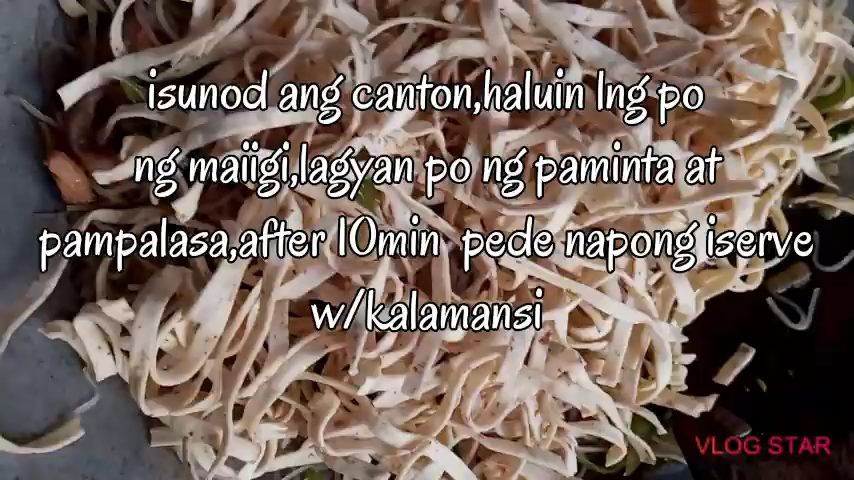 isunod ang canton,haluin lng po
ng maiigi,lagyan po ng paminta at
pampalasa,after 10min pede napong iserve
w/kalamansi
VLOG STAR